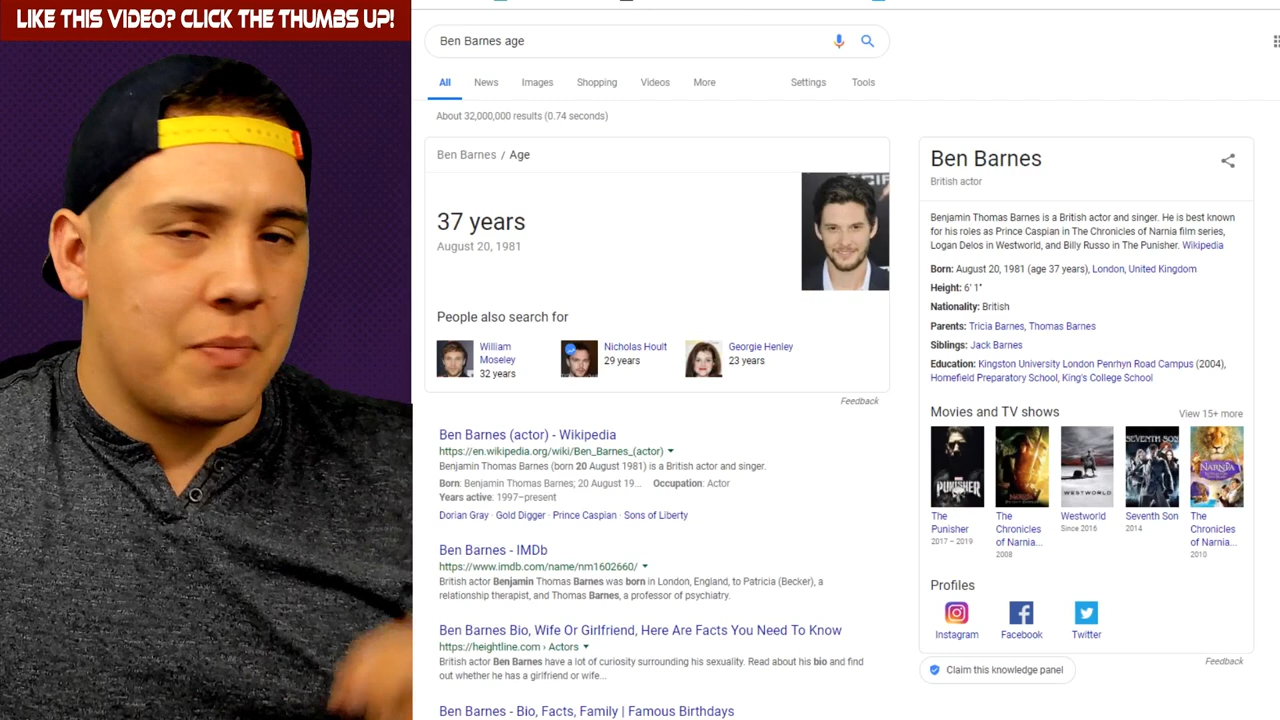 LIKE THIS VIDEO? CLICK THE THUMBS UP!
Ben Barnes age
All News Images Shopping Videos More Settings Tools
About 32,000,000 results (0.74 seconds)
Ben Barnes / Age
37 years
August 20, 1981
People also search for
William
Moseley
32 years
Nicholas Hoult
29 years
Georgie Henley
23 years
Feedback
Ben Barnes (actor) - Wikipedia
https://en.wikipedia.org/wiki/Ben_Barnes_(actor)
Benjamin Thomas Barnes (born 20 August 1981) is a British actor and singer.
Born: Benjamin Thomas Barnes; 20 August 19... Occupation: Actor
Years active: 1997–present
Dorian Gray · Gold Digger · Prince Caspian · Sons of Liberty
Ben Barnes - IMDb
https://www.imdb.com/name/nm1602660/
British actor Benjamin Thomas Barnes was born in London, England, to Patricia (Becker), a
relationship therapist, and Thomas Barnes, a professor of psychiatry.
Ben Barnes Bio, Wife Or Girlfriend, Here Are Facts You Need To Know
https://heightline.com › Actors
British actor Ben Barnes have a lot of curiosity surrounding his sexuality. Read about his bio and find
out whether he has a girlfriend or wife...
Ben Barnes - Bio, Facts, Family | Famous Birthdays
Ben Barnes
British actor
Benjamin Thomas Barnes is a British actor and singer. He is best known
for his roles as Prince Caspian in The Chronicles of Narnia film series,
Logan Delos in Westworld, and Billy Russo in The Punisher. Wikipedia
Born: August 20, 1981 (age 37 years), London, United Kingdom
Height: 6' 1"
Nationality: British
Parents: Tricia Barnes, Thomas Barnes
Siblings: Jack Barnes
Education: Kingston University London Penrhyn Road Campus (2004),
Homefield Preparatory School, King's College School
Movies and TV shows
View 15+ more
PUNISHER
WESTWORLD
SEVENTH SON
NARNIA
The
Punisher
2017 – 2019
The
Chronicles
of Narnia...
2008
Westworld
Since 2016
Seventh Son
2014
The
Chronicles
of Narnia...
2010
Profiles
Instagram
Facebook
Twitter
Feedback
Claim this knowledge panel